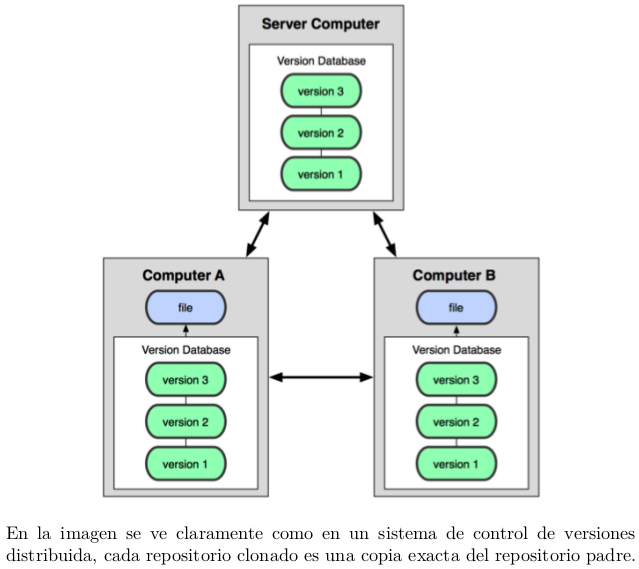 Server Computer
Version Database
version 3
version 2
version 1
Computer A
file
Version Database
version 3
version 2
version 1
Computer B
file
Version Database
version 3
version 2
version 1
En la imagen se ve claramente como en un sistema de control de versiones
distribuida, cada repositorio clonado es una copia exacta del repositorio padre.